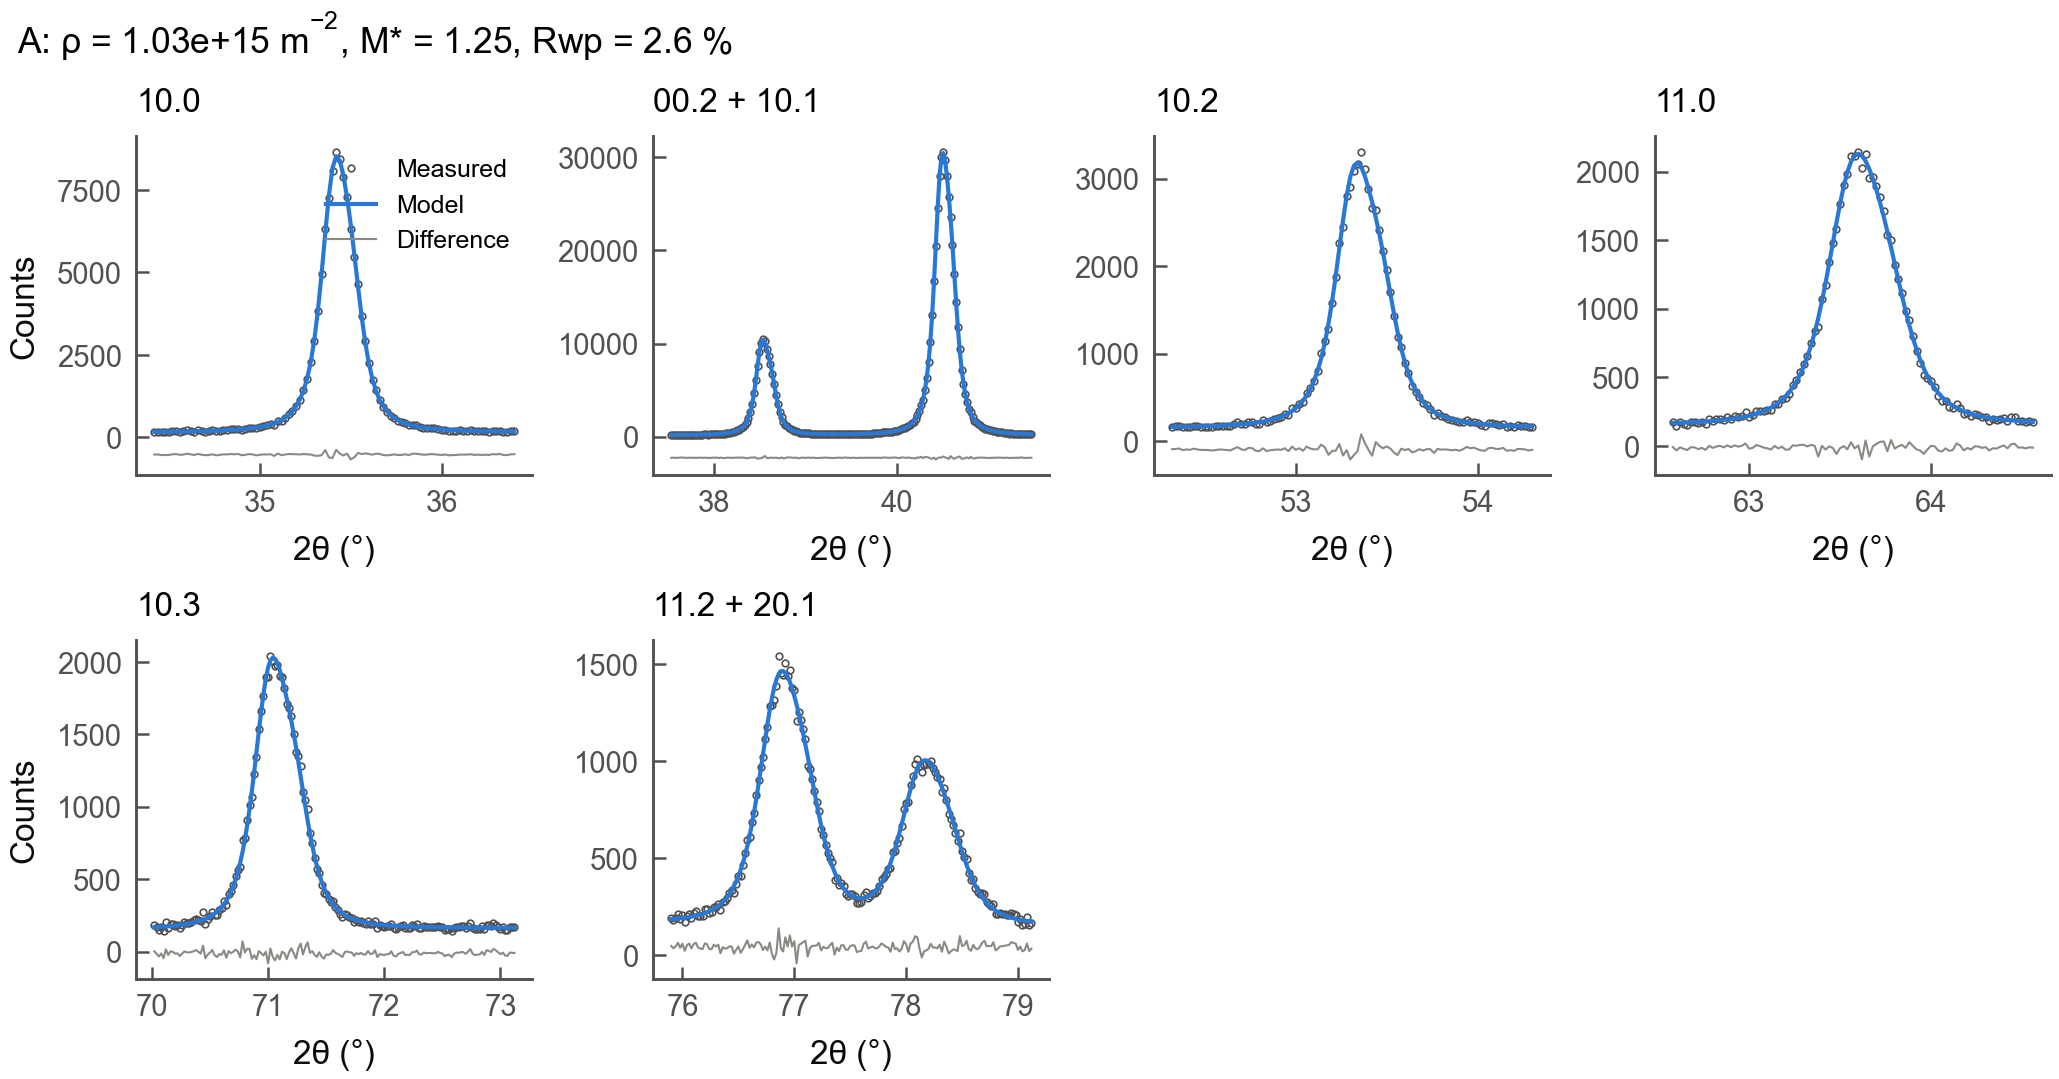 A: ρ = 1.03e+15 m⁻², M* = 1.25, Rwp = 2.6 %
10.0
00.2 + 10.1
10.2
11.0
Measured
Model
Difference
Counts
7500
5000
2500
0
30000
20000
10000
0
3000
2000
1000
0
2000
1500
1000
500
0
35 36
38 40
53 54
63 64
2θ (°)
2θ (°)
2θ (°)
2θ (°)
10.3
11.2 + 20.1
Counts
2000
1500
1000
500
0
1500
1000
500
0
70 71 72 73
76 77 78 79
2θ (°)
2θ (°)